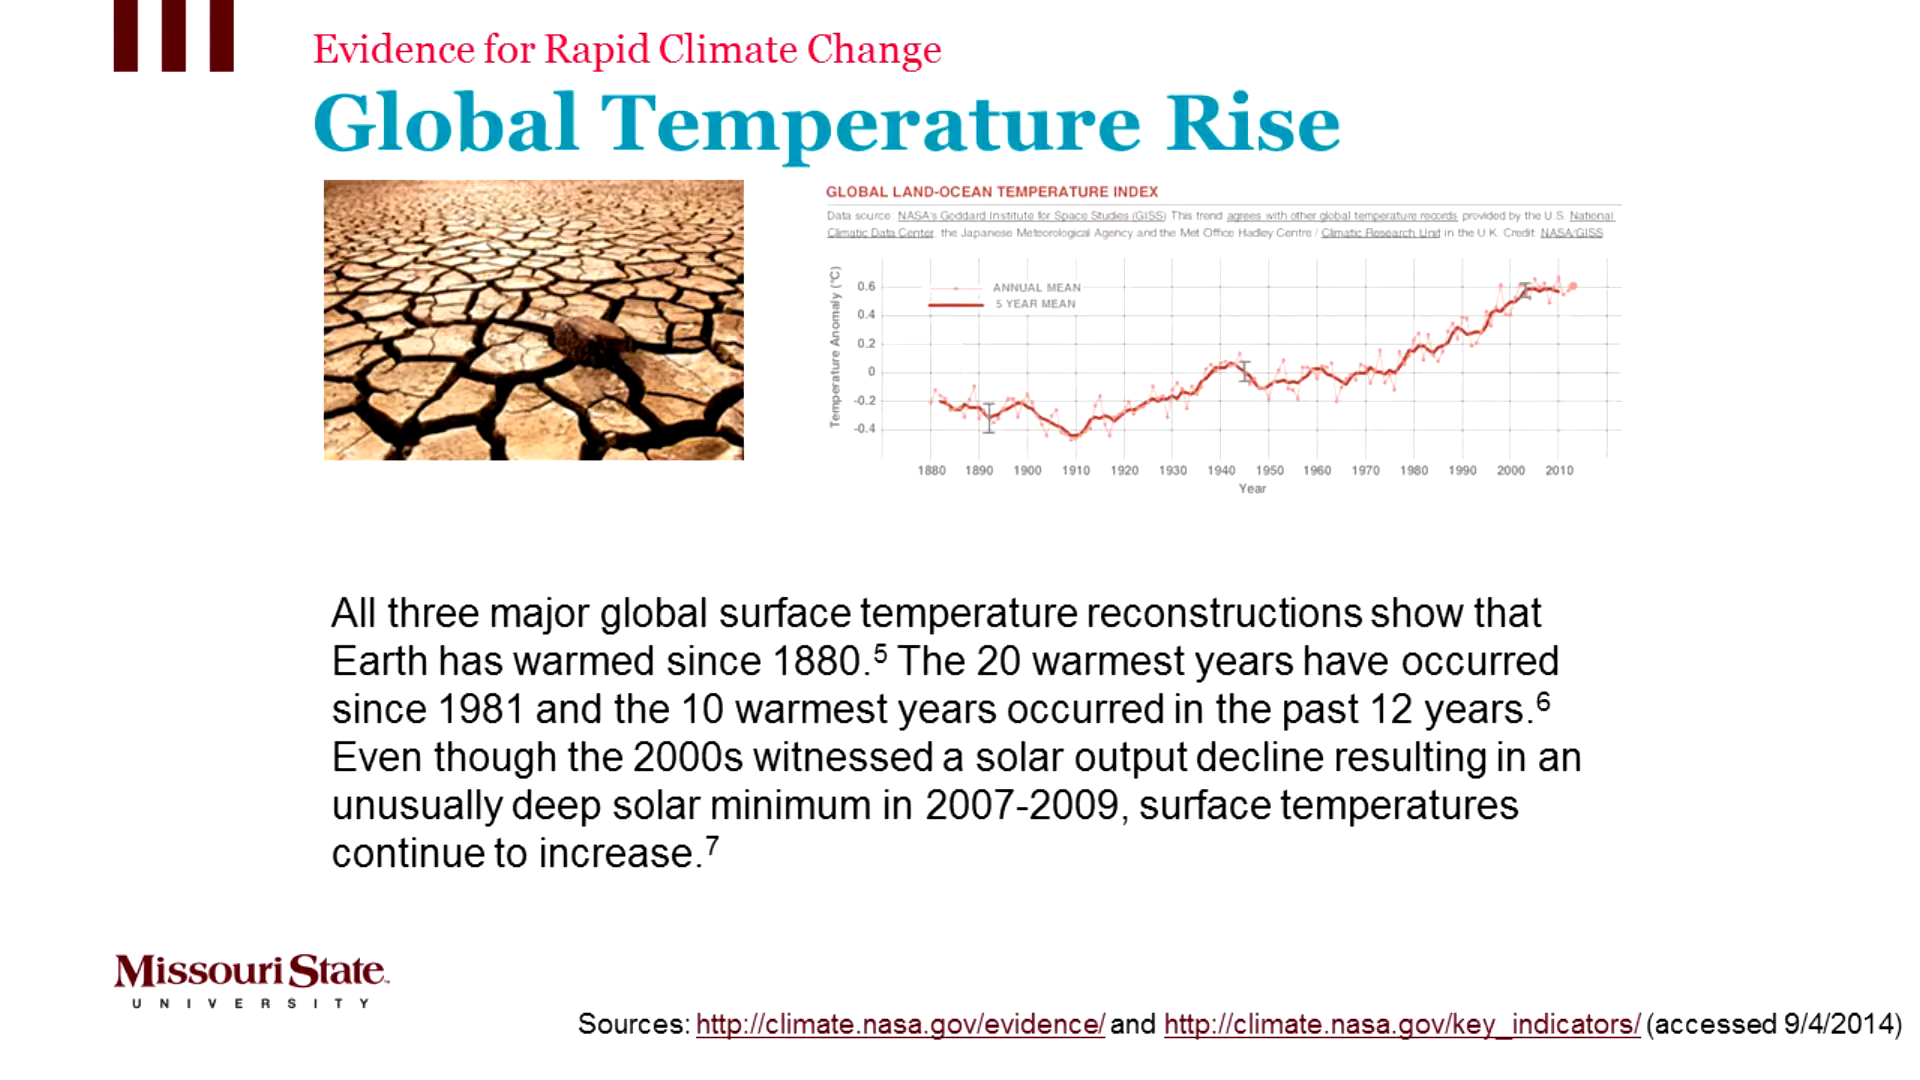 Evidence for Rapid Climate Change
Global Temperature Rise
GLOBAL LAND-OCEAN TEMPERATURE INDEX
Data source: NASA's Goddard Institute for Space Studies (GISS) This trend agrees with other global temperature records provided by the U.S. National
Climatic Data Center, the Japanese Meteorological Agency and the Met Office Hadley Centre / Climatic Research Unit in the U.K. Credit: NASA/GISS
Temperature Anomaly (°C)
0.6
0.4
0.2
0
-0.2
-0.4
ANNUAL MEAN
5 YEAR MEAN
1880 1890 1900 1910 1920 1930 1940 1950 1960 1970 1980 1990 2000 2010
Year
All three major global surface temperature reconstructions show that
Earth has warmed since 1880.⁵ The 20 warmest years have occurred
since 1981 and the 10 warmest years occurred in the past 12 years.⁶
Even though the 2000s witnessed a solar output decline resulting in an
unusually deep solar minimum in 2007-2009, surface temperatures
continue to increase.⁷
Missouri State™
UNIVERSITY
Sources: http://climate.nasa.gov/evidence/ and http://climate.nasa.gov/key_indicators/ (accessed 9/4/2014)